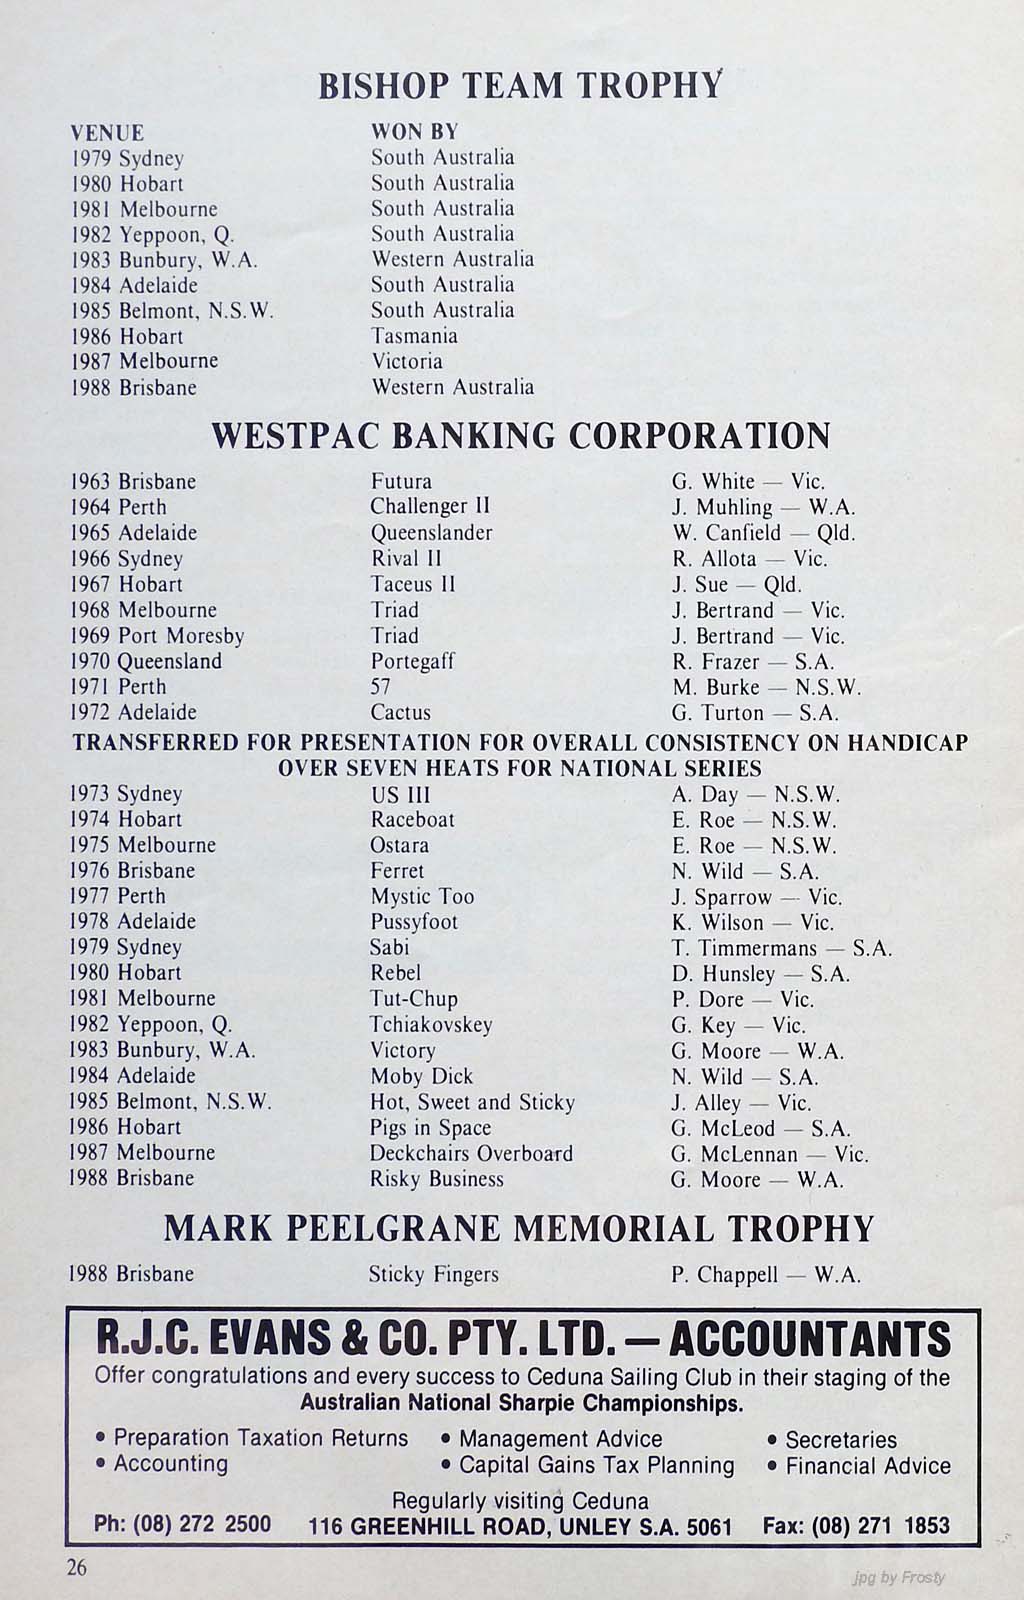 BISHOP TEAM TROPHY
VENUE WON BY
1979 Sydney South Australia
1980 Hobart South Australia
1981 Melbourne South Australia
1982 Yeppoon, Q. South Australia
1983 Bunbury, W.A. Western Australia
1984 Adelaide South Australia
1985 Belmont, N.S.W. South Australia
1986 Hobart Tasmania
1987 Melbourne Victoria
1988 Brisbane Western Australia
WESTPAC BANKING CORPORATION
1963 Brisbane Futura G. White — Vic.
1964 Perth Challenger II J. Muhling — W.A.
1965 Adelaide Queenslander W. Canfield — Qld.
1966 Sydney Rival II R. Allota — Vic.
1967 Hobart Taceus II J. Sue — Qld.
1968 Melbourne Triad J. Bertrand — Vic.
1969 Port Moresby Triad J. Bertrand — Vic.
1970 Queensland Portegaff R. Frazer — S.A.
1971 Perth 57 M. Burke — N.S.W.
1972 Adelaide Cactus G. Turton — S.A.
TRANSFERRED FOR PRESENTATION FOR OVERALL CONSISTENCY ON HANDICAP
OVER SEVEN HEATS FOR NATIONAL SERIES
1973 Sydney US III A. Day — N.S.W.
1974 Hobart Raceboat E. Roe — N.S.W.
1975 Melbourne Ostara E. Roe — N.S.W.
1976 Brisbane Ferret N. Wild — S.A.
1977 Perth Mystic Too J. Sparrow — Vic.
1978 Adelaide Pussyfoot K. Wilson — Vic.
1979 Sydney Sabi T. Timmermans — S.A.
1980 Hobart Rebel D. Hunsley — S.A.
1981 Melbourne Tut-Chup P. Dore — Vic.
1982 Yeppoon, Q. Tchiakovskey G. Key — Vic.
1983 Bunbury, W.A. Victory G. Moore — W.A.
1984 Adelaide Moby Dick N. Wild — S.A.
1985 Belmont, N.S.W. Hot, Sweet and Sticky J. Alley — Vic.
1986 Hobart Pigs in Space G. McLeod — S.A.
1987 Melbourne Deckchairs Overboard G. McLennan — Vic.
1988 Brisbane Risky Business G. Moore — W.A.
MARK PEELGRANE MEMORIAL TROPHY
1988 Brisbane Sticky Fingers P. Chappell — W.A.
R.J.C. EVANS & CO. PTY. LTD. — ACCOUNTANTS
Offer congratulations and every success to Ceduna Sailing Club in their staging of the
Australian National Sharpie Championships.
• Preparation Taxation Returns • Management Advice • Secretaries
• Accounting • Capital Gains Tax Planning • Financial Advice
Regularly visiting Ceduna
Ph: (08) 272 2500 116 GREENHILL ROAD, UNLEY S.A. 5061 Fax: (08) 271 1853
26
jpg by Frosty